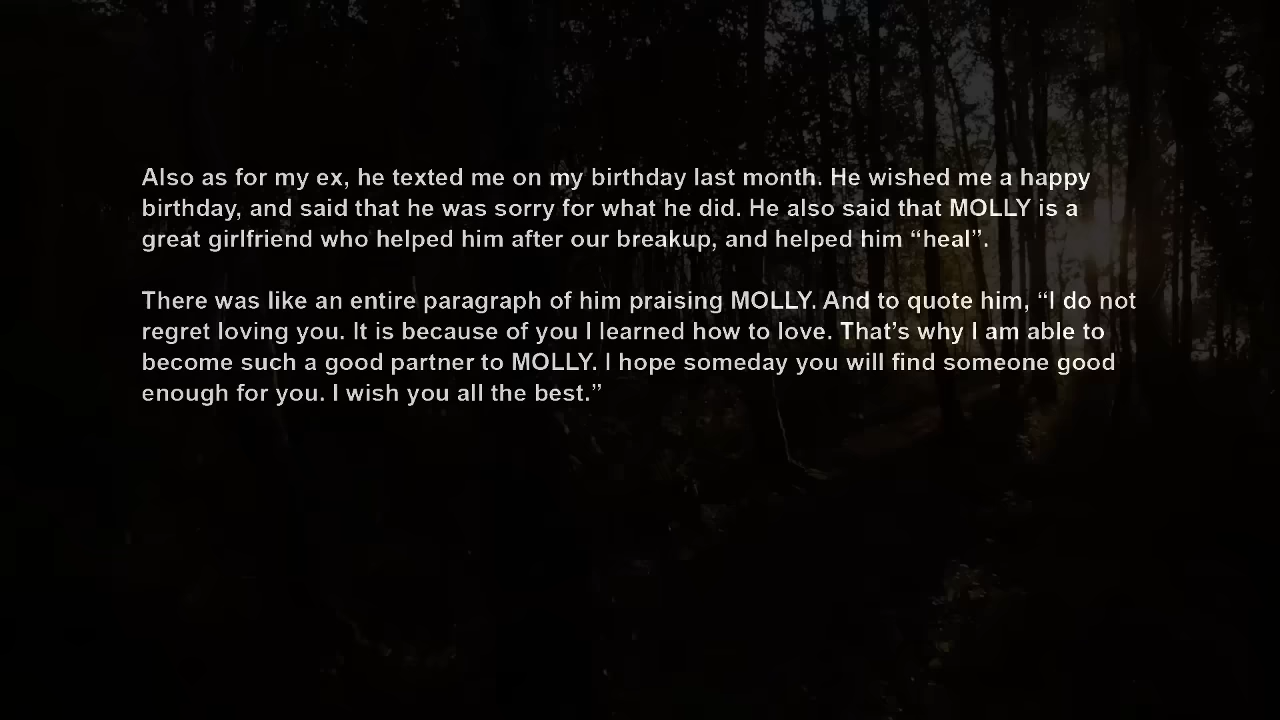 Also as for my ex, he texted me on my birthday last month. He wished me a happy
birthday, and said that he was sorry for what he did. He also said that MOLLY is a
great girlfriend who helped him after our breakup, and helped him “heal”.
There was like an entire paragraph of him praising MOLLY. And to quote him, “I do not
regret loving you. It is because of you I learned how to love. That’s why I am able to
become such a good partner to MOLLY. I hope someday you will find someone good
enough for you. I wish you all the best.”